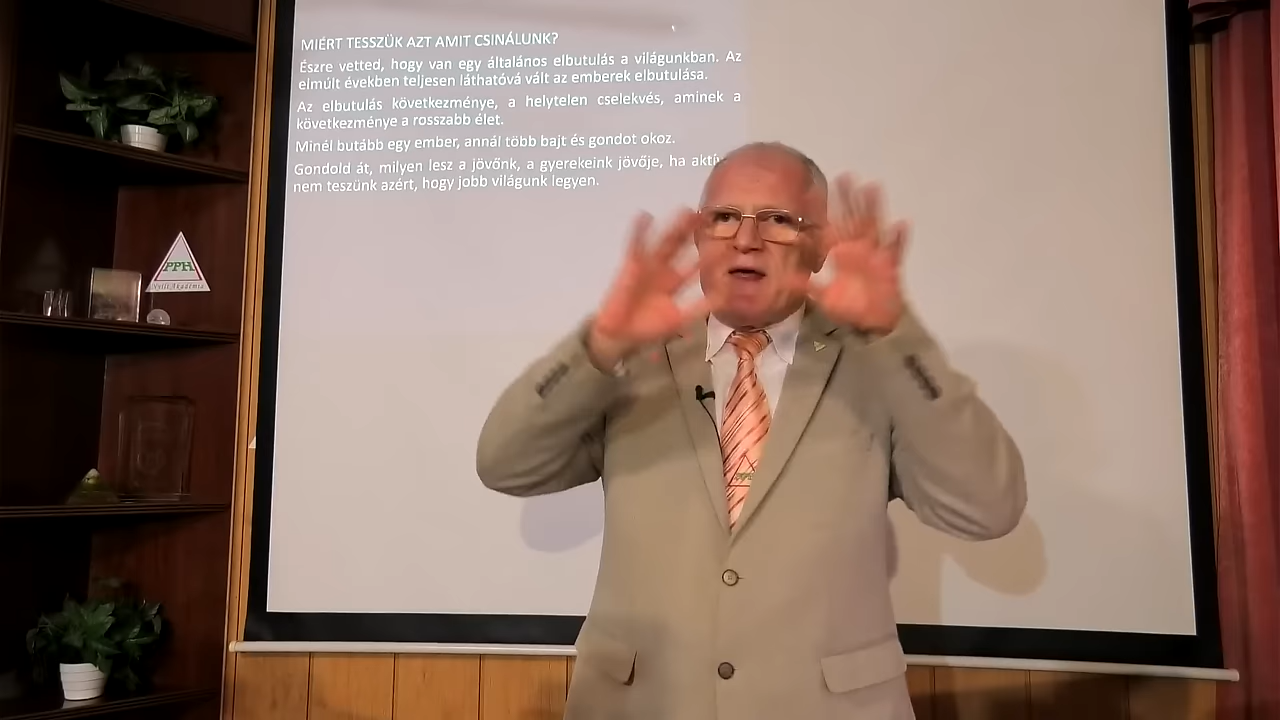 MIÉRT TESSZÜK AZT AMIT CSINÁLUNK?
Észre vetted, hogy van egy általános elbutulás a világunkban. Az
elmúlt években teljesen láthatóvá vált az emberek elbutulása.
Az elbutulás következménye, a helytelen cselekvés, aminek a
következménye a rosszabb élet.
Minél butább egy ember, annál több bajt és gondot okoz.
Gondold át, milyen lesz a jövőnk, a gyerekeink jövője, ha
nem teszünk azért, hogy jobb világunk legyen.
PPH
Nyílt Akadémia
PPH